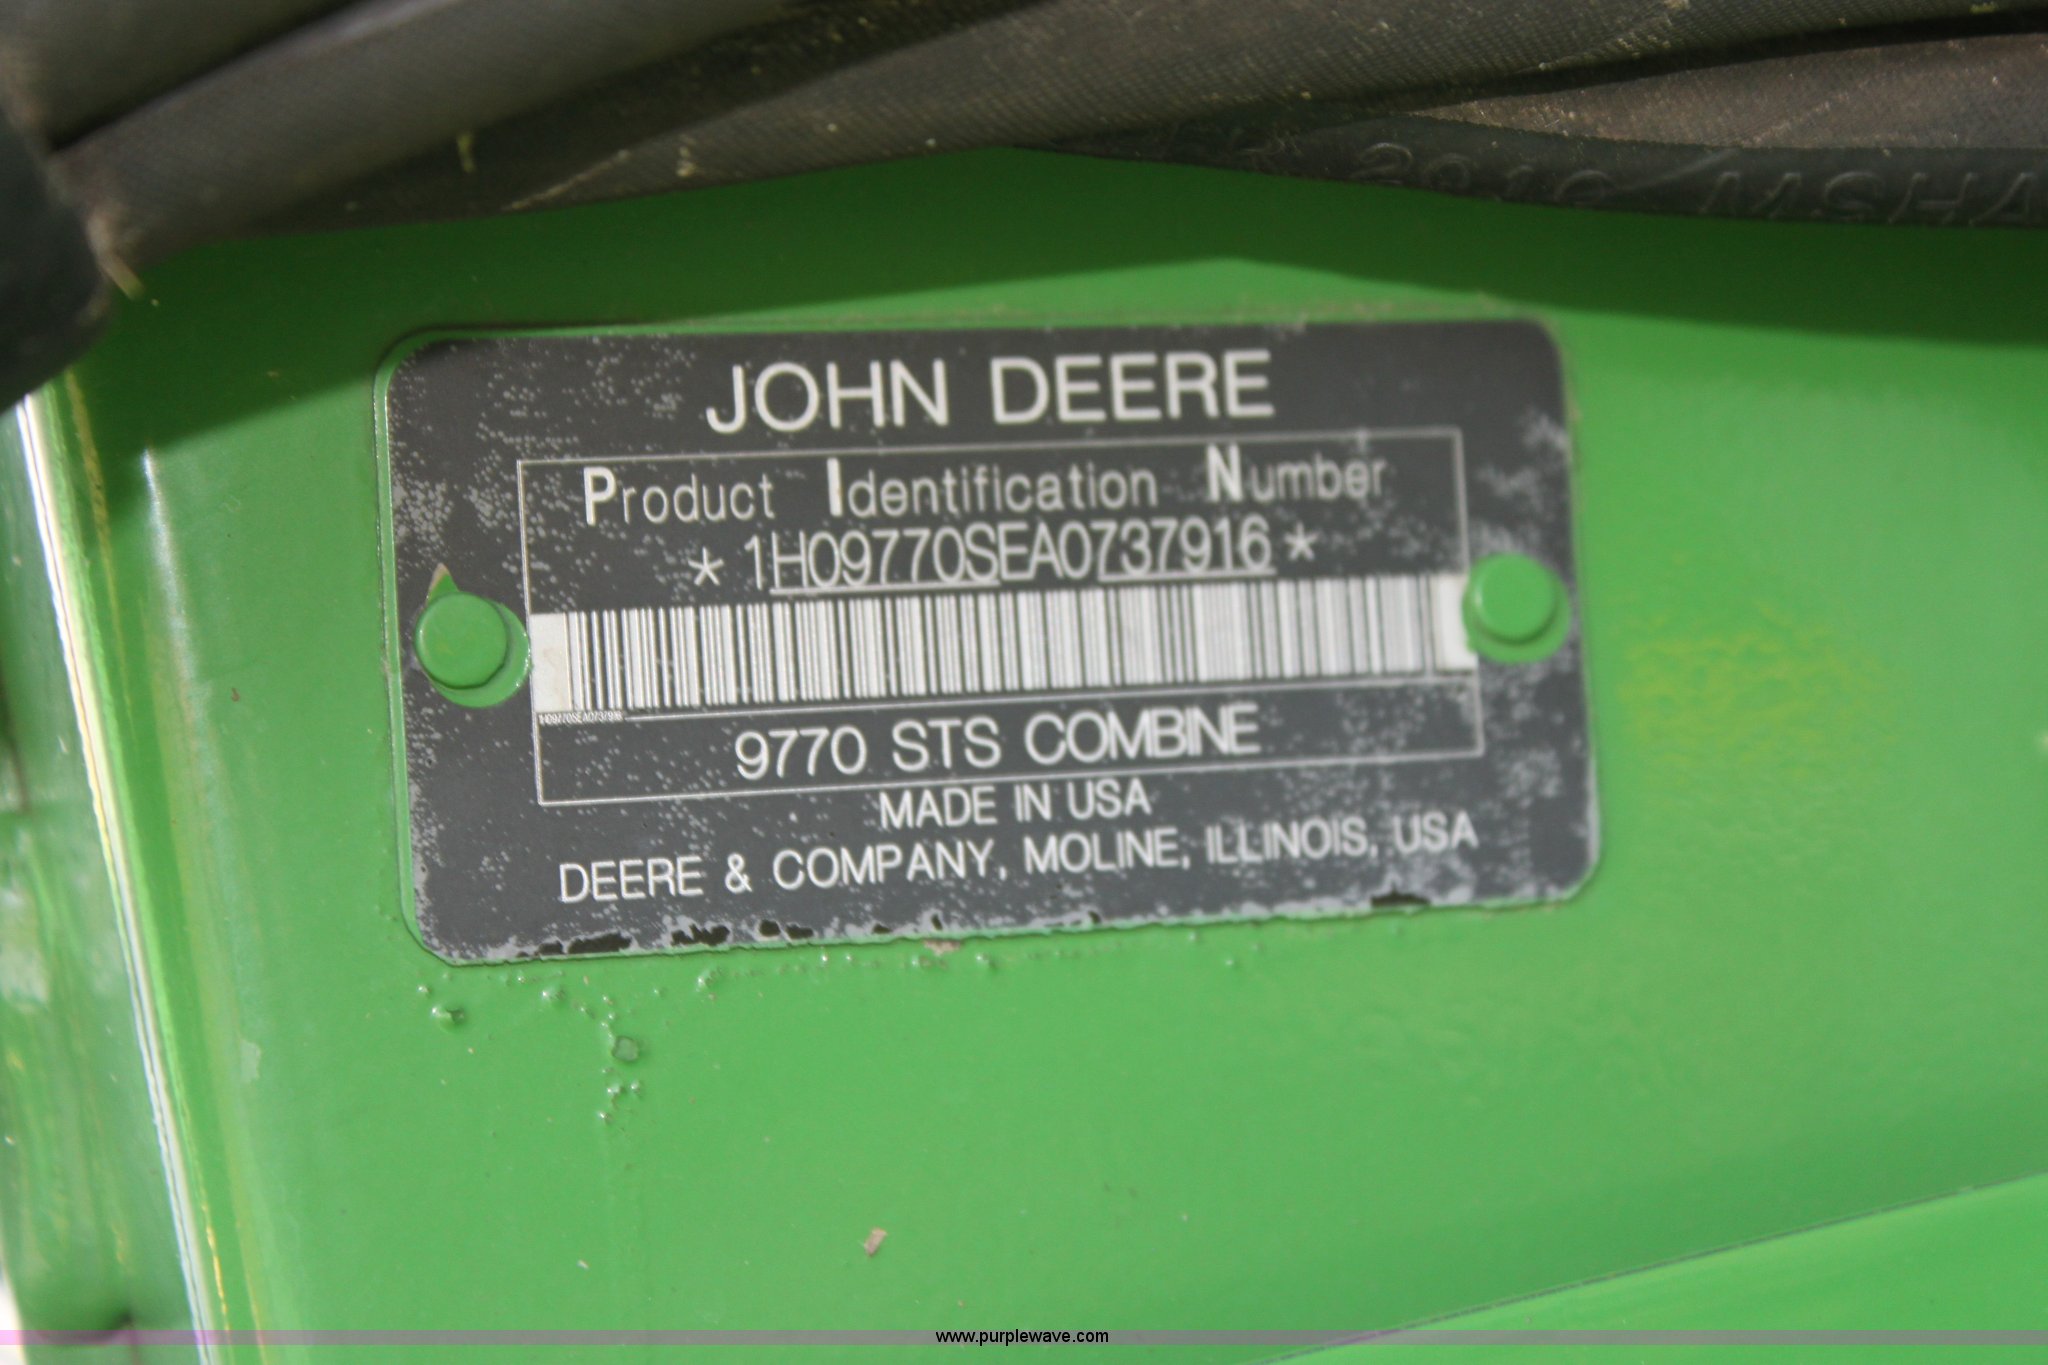 JOHN DEERE
Product Identification Number
*1H09770SEA0737916*
1H09770SEA0737916
9770 STS COMBINE
MADE IN USA
DEERE & COMPANY, MOLINE, ILLINOIS, USA
www.purplewave.com